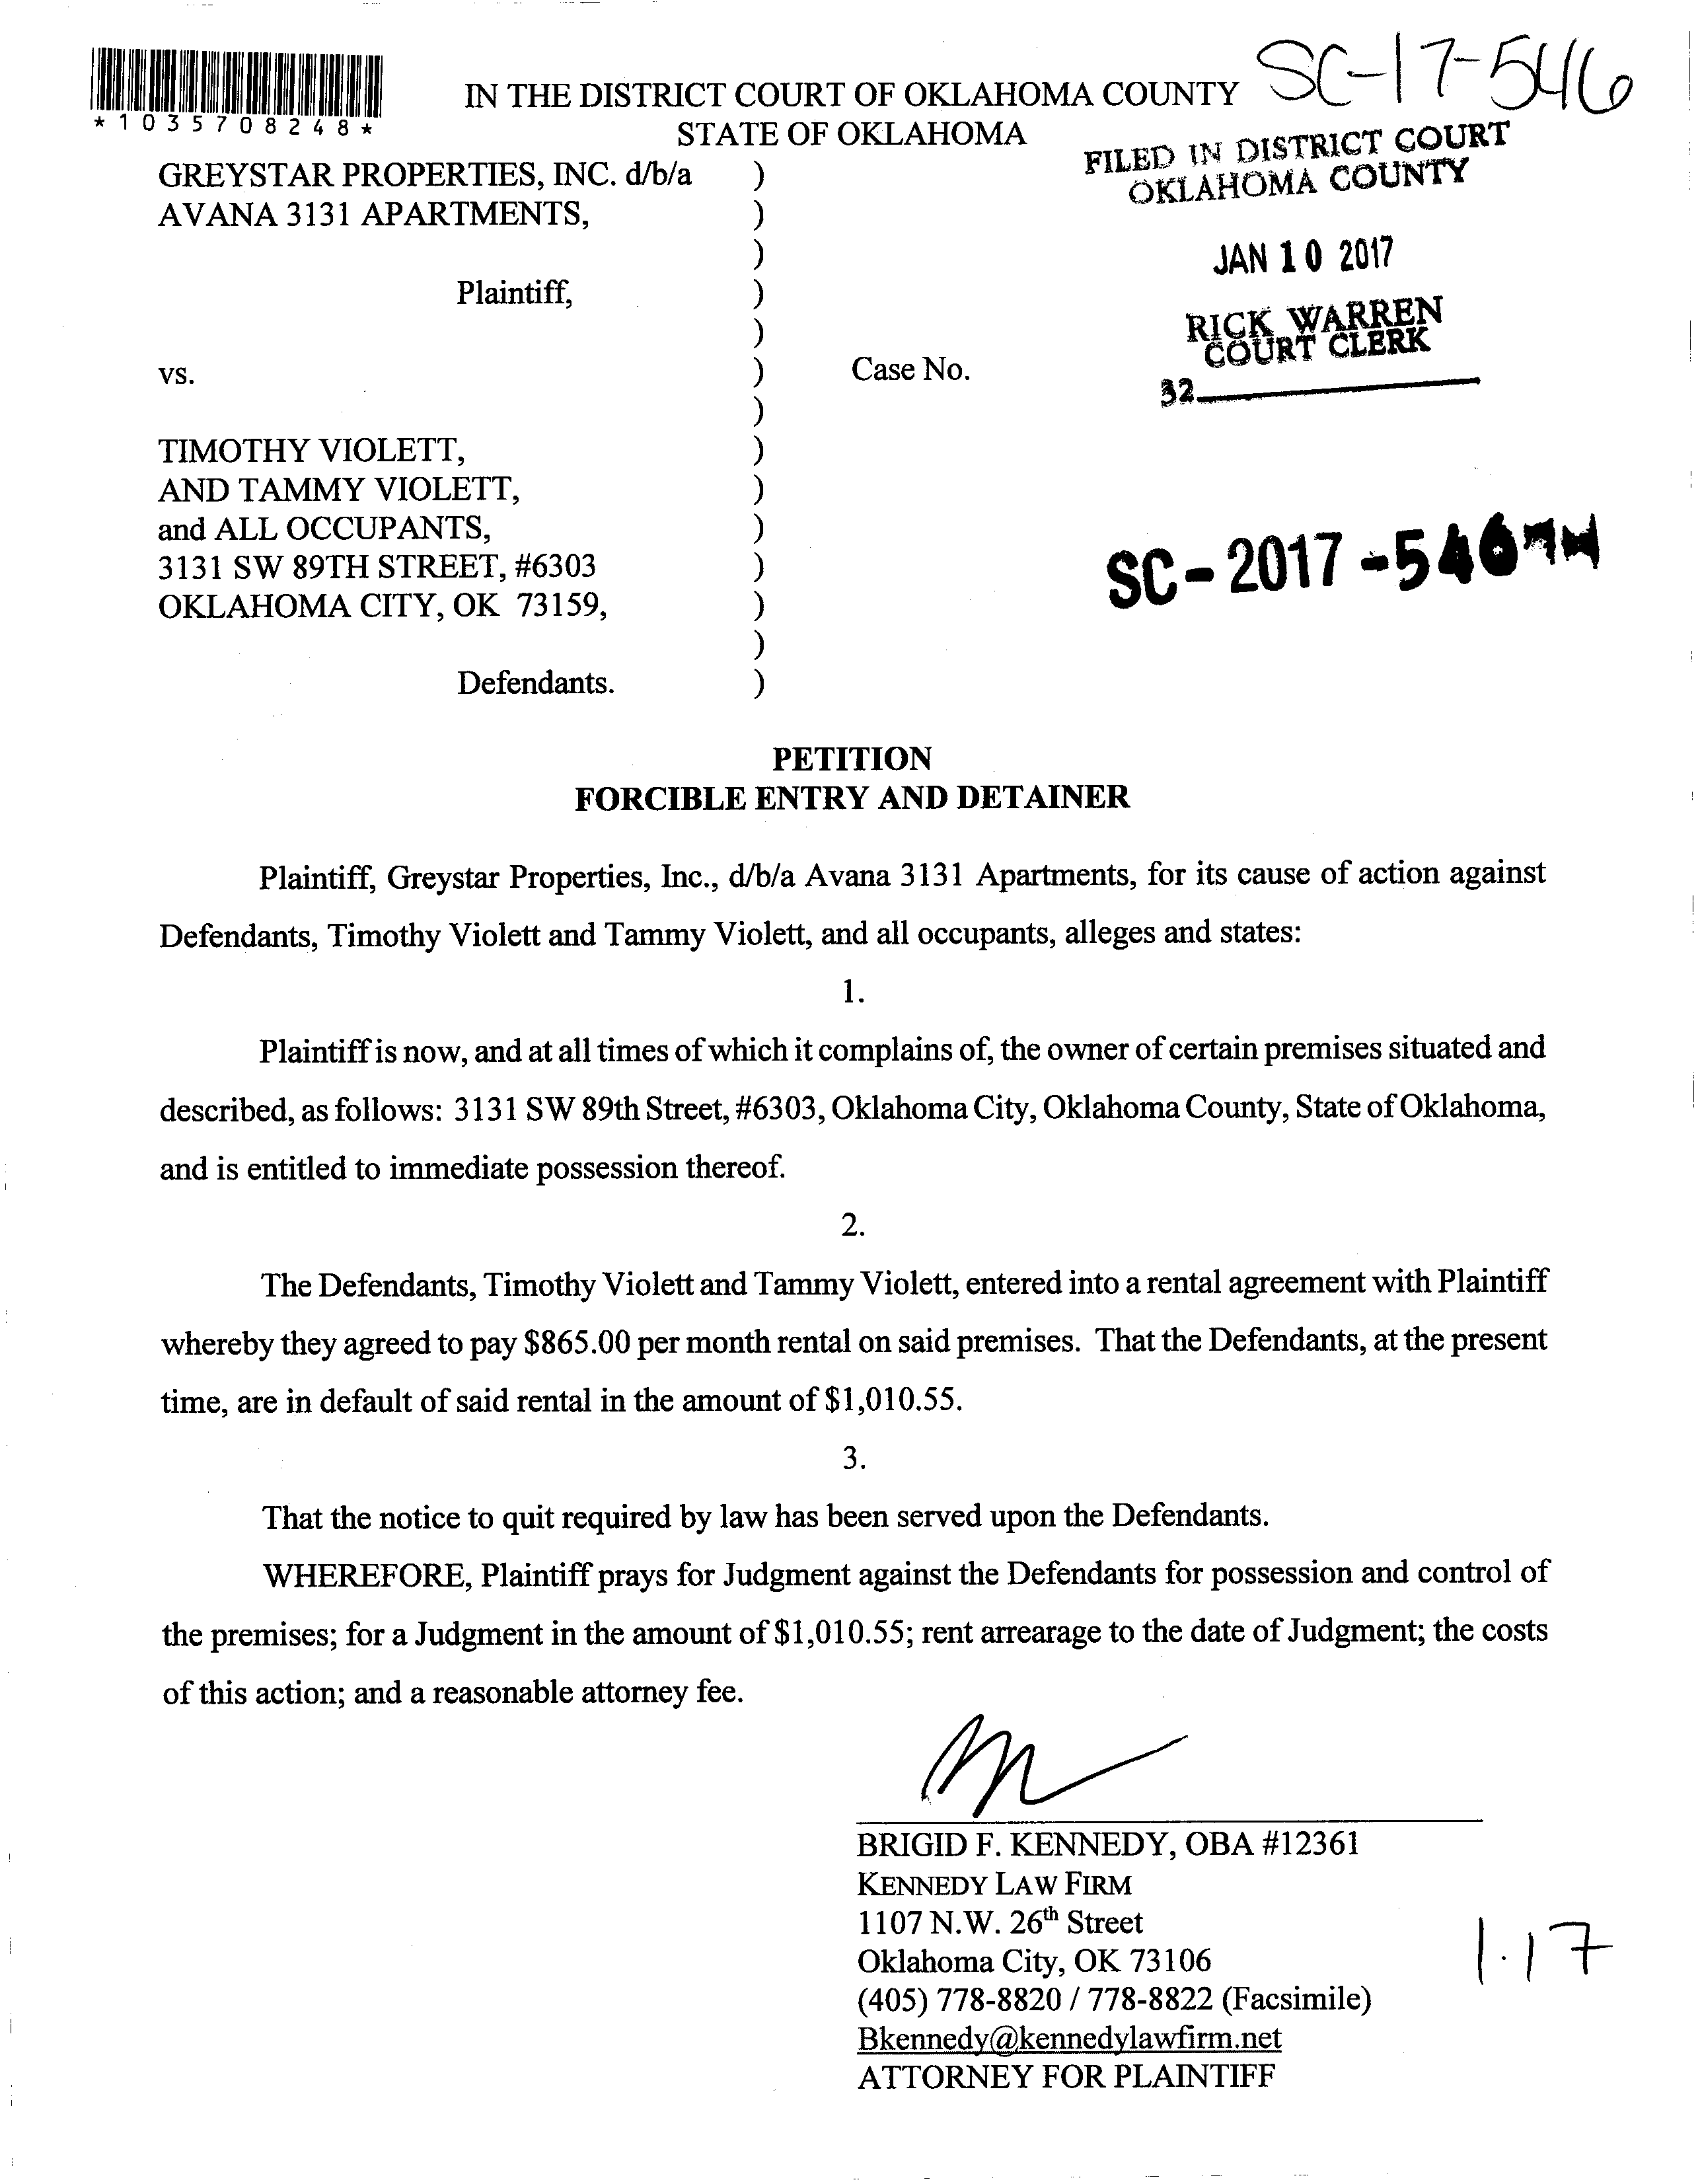 SC-17-546
*1035708248*
IN THE DISTRICT COURT OF OKLAHOMA COUNTY
STATE OF OKLAHOMA
FILED IN DISTRICT COURT
OKLAHOMA COUNTY
JAN 10 2017
RICK WARREN
COURT CLERK
32
GREYSTAR PROPERTIES, INC. d/b/a )
AVANA 3131 APARTMENTS, )
)
Plaintiff, )
)
vs. ) Case No.
)
TIMOTHY VIOLETT, )
AND TAMMY VIOLETT, )
and ALL OCCUPANTS, )
3131 SW 89TH STREET, #6303 )
OKLAHOMA CITY, OK 73159, )
)
Defendants. )
SC-2017-546
PETITION
FORCIBLE ENTRY AND DETAINER
Plaintiff, Greystar Properties, Inc., d/b/a Avana 3131 Apartments, for its cause of action against
Defendants, Timothy Violett and Tammy Violett, and all occupants, alleges and states:
1.
Plaintiff is now, and at all times of which it complains of, the owner of certain premises situated and
described, as follows: 3131 SW 89th Street, #6303, Oklahoma City, Oklahoma County, State of Oklahoma,
and is entitled to immediate possession thereof.
2.
The Defendants, Timothy Violett and Tammy Violett, entered into a rental agreement with Plaintiff
whereby they agreed to pay $865.00 per month rental on said premises. That the Defendants, at the present
time, are in default of said rental in the amount of $1,010.55.
3.
That the notice to quit required by law has been served upon the Defendants.
WHEREFORE, Plaintiff prays for Judgment against the Defendants for possession and control of
the premises; for a Judgment in the amount of $1,010.55; rent arrearage to the date of Judgment; the costs
of this action; and a reasonable attorney fee.
BRIGID F. KENNEDY, OBA #12361
KENNEDY LAW FIRM
1107 N.W. 26th Street
Oklahoma City, OK 73106
(405) 778-8820 / 778-8822 (Facsimile)
Bkennedy@kennedylawfirm.net
ATTORNEY FOR PLAINTIFF
1.17